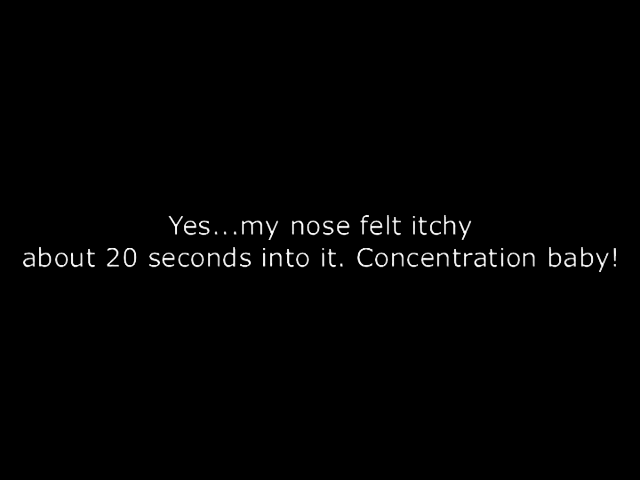 Yes...my nose felt itchy
about 20 seconds into it. Concentration baby!